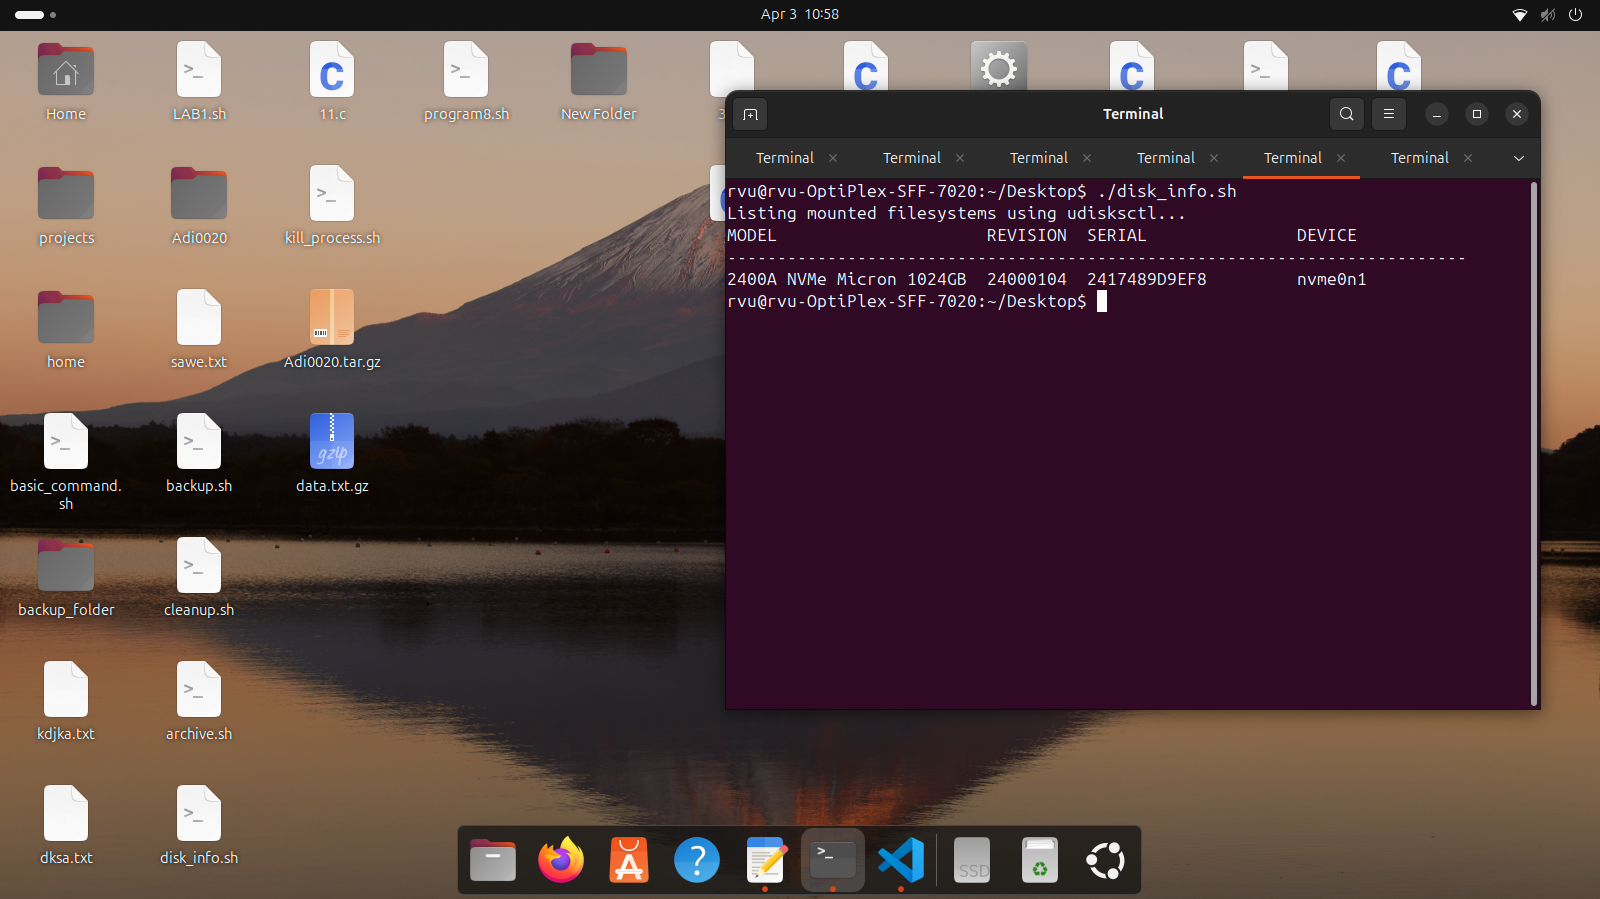 Apr 3 10:58
Home
LAB1.sh
11.c
program8.sh
New Folder
3
projects
Adi0020
kill_process.sh
home
sawe.txt
Adi0020.tar.gz
basic_command.
sh
backup.sh
gzip
data.txt.gz
backup_folder
cleanup.sh
kdjka.txt
archive.sh
dksa.txt
disk_info.sh
Terminal
Terminal Terminal Terminal Terminal Terminal Terminal
rvu@rvu-OptiPlex-SFF-7020:~/Desktop$ ./disk_info.sh
Listing mounted filesystems using udisksctl...
MODEL REVISION SERIAL DEVICE
--------------------------------------------------------------------------
2400A NVMe Micron 1024GB 24000104 2417489D9EF8 nvme0n1
rvu@rvu-OptiPlex-SFF-7020:~/Desktop$
SSD